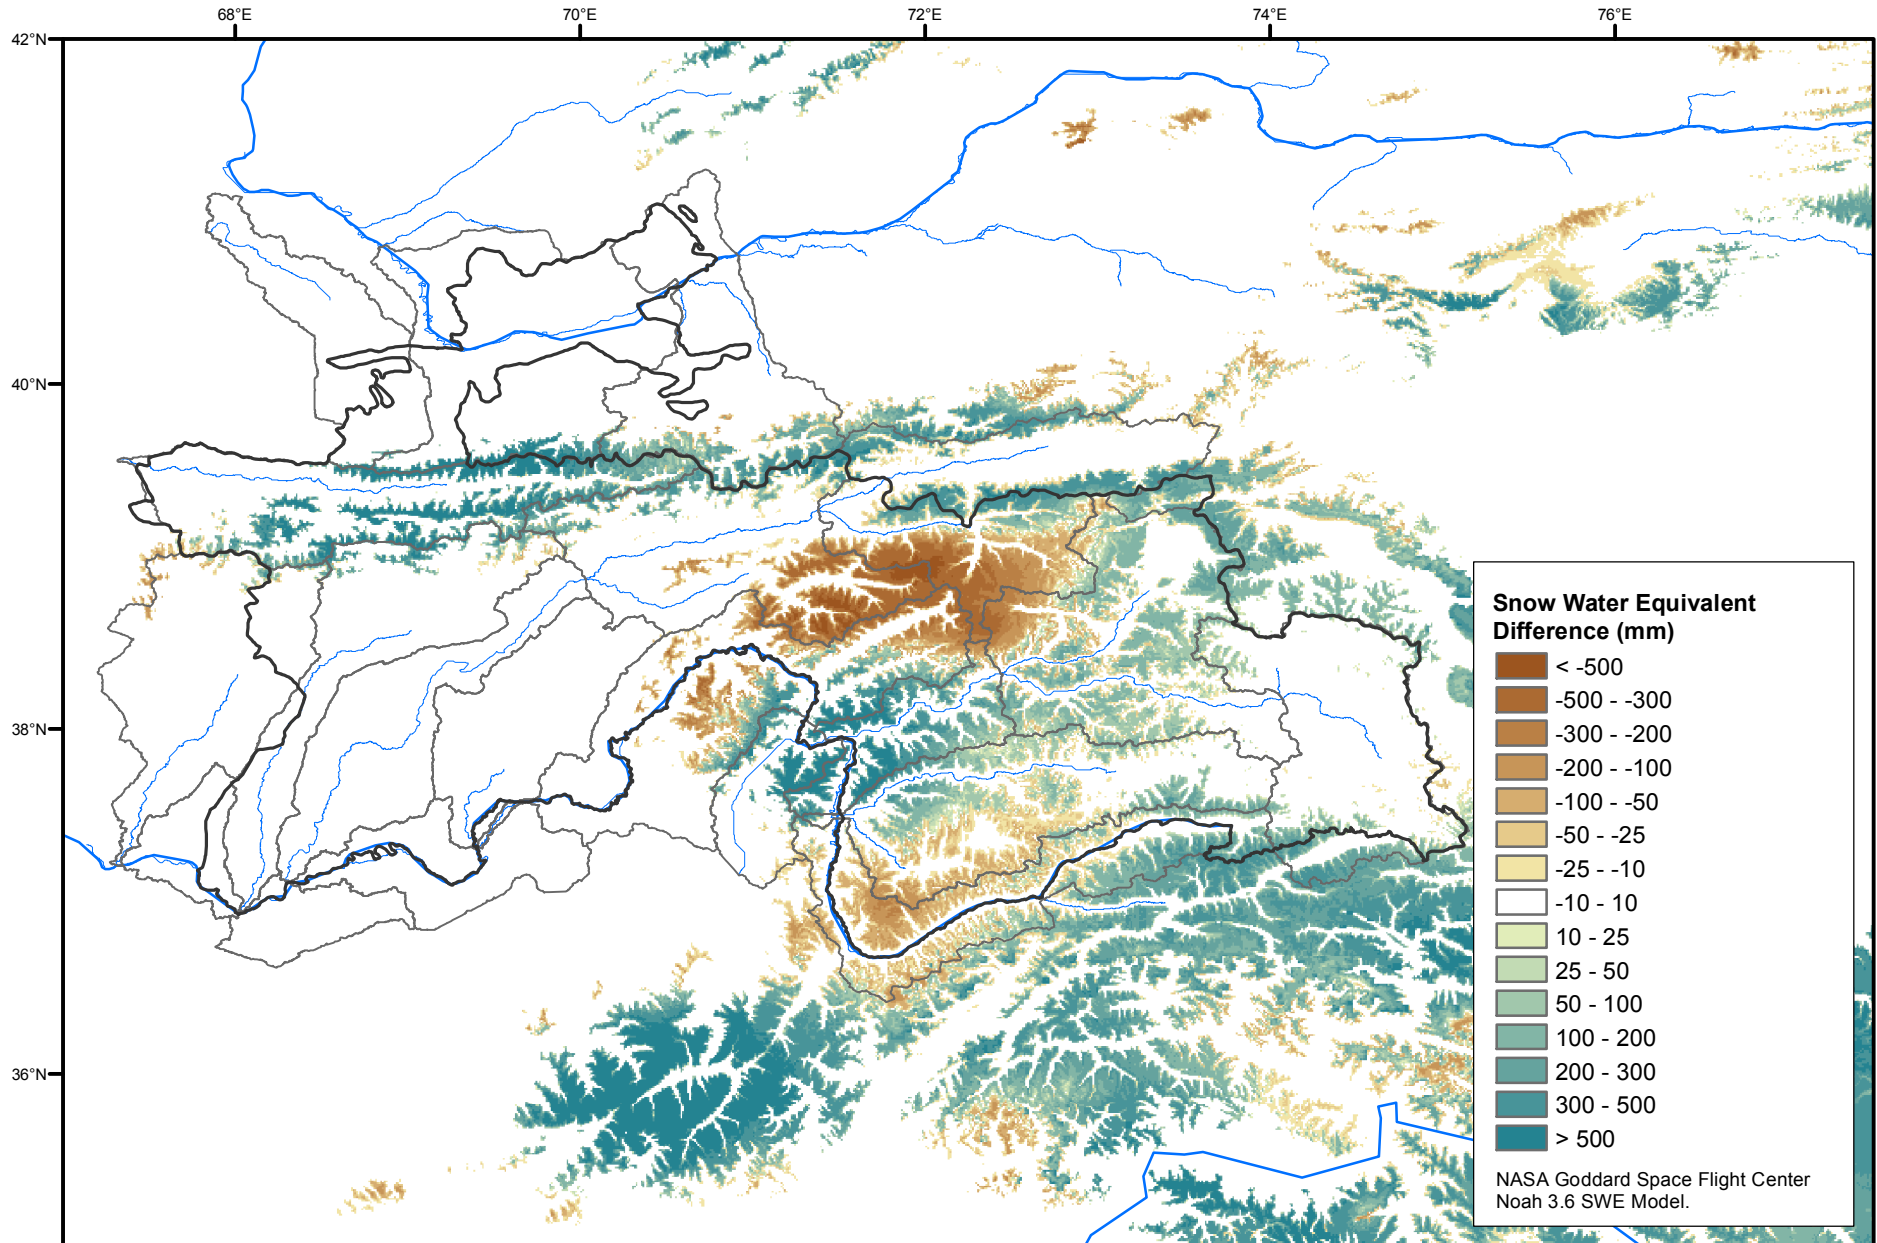 68°E
70°E
72°E
74°E
76°E
42°N
40°N
38°N
36°N
Snow Water Equivalent
Difference (mm)
< -500
-500 - -300
-300 - -200
-200 - -100
-100 - -50
-50 - -25
-25 - -10
-10 - 10
10 - 25
25 - 50
50 - 100
100 - 200
200 - 300
300 - 500
> 500
NASA Goddard Space Flight Center
Noah 3.6 SWE Model.